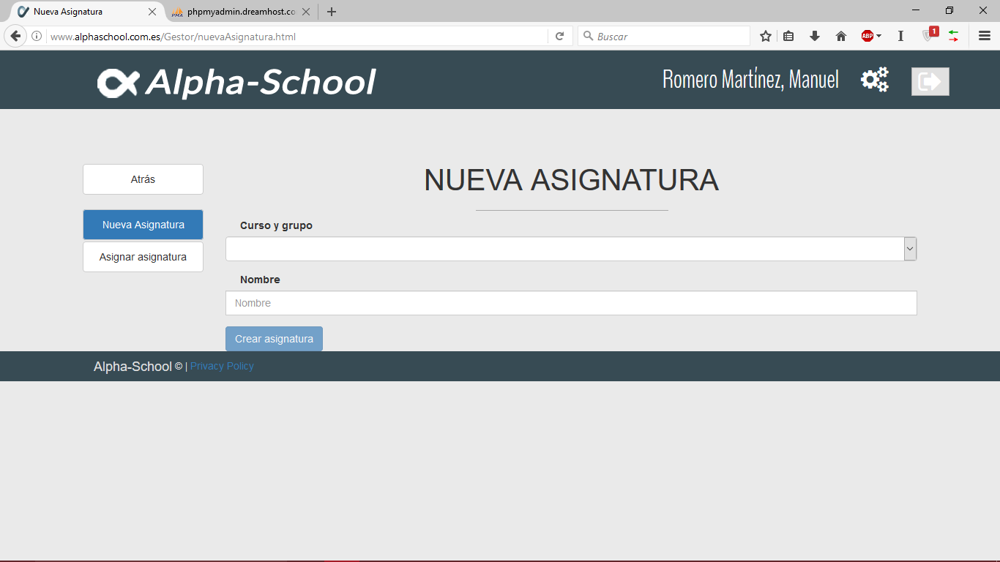 Nueva Asignatura
phpmyadmin.dreamhost.co
www.alphaschool.com.es/Gestor/nuevaAsignatura.html
Buscar
ABP
1
Alpha-School
Romero Martínez, Manuel
Atrás
NUEVA ASIGNATURA
Nueva Asignatura
Asignar asignatura
Curso y grupo
Nombre
Nombre
Crear asignatura
Alpha-School © | Privacy Policy